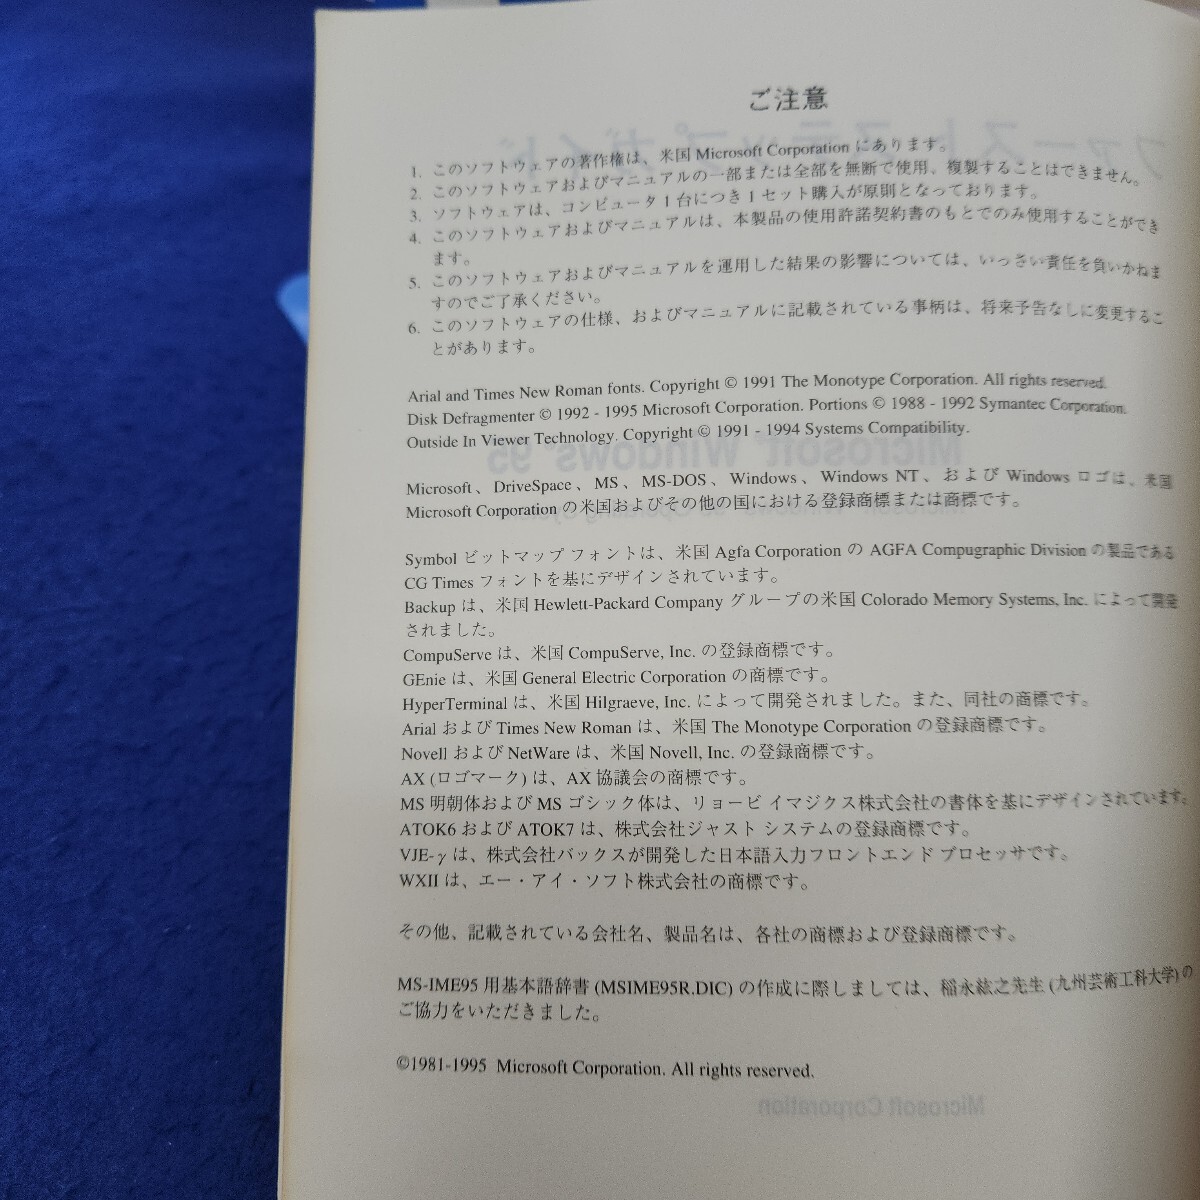 ご注意
1. このソフトウェアの著作権は、米国 Microsoft Corporation にあります。
2. このソフトウェアおよびマニュアルの一部または全部を無断で使用、複製することはできません。
3. ソフトウェアは、コンピュータ 1 台につき 1 セット購入が原則となっております。
4. このソフトウェアおよびマニュアルは、本製品の使用許諾契約書のもとでのみ使用することができ
ます。
5. このソフトウェアおよびマニュアルを運用した結果の影響については、いっさい責任を負いかねま
すのでご了承ください。
6. このソフトウェアの仕様、およびマニュアルに記載されている事柄は、将来予告なしに変更するこ
とがあります。
Arial and Times New Roman fonts. Copyright © 1991 The Monotype Corporation. All rights reserved.
Disk Defragmenter © 1992 - 1995 Microsoft Corporation. Portions © 1988 - 1992 Symantec Corporation.
Outside In Viewer Technology. Copyright © 1991 - 1994 Systems Compatibility.
Microsoft、DriveSpace、MS、MS-DOS、Windows、Windows NT、および Windows ロゴは、米国
Microsoft Corporation の米国およびその他の国における登録商標または商標です。
Symbol ビットマップ フォントは、米国 Agfa Corporation の AGFA Compugraphic Division の製品である
CG Times フォントを基にデザインされています。
Backup は、米国 Hewlett-Packard Company グループの米国 Colorado Memory Systems, Inc. によって開発
されました。
CompuServe は、米国 CompuServe, Inc. の登録商標です。
GEnie は、米国 General Electric Corporation の商標です。
HyperTerminal は、米国 Hilgraeve, Inc. によって開発されました。また、同社の商標です。
Arial および Times New Roman は、米国 The Monotype Corporation の登録商標です。
Novell および NetWare は、米国 Novell, Inc. の登録商標です。
AX (ロゴマーク) は、AX 協議会の商標です。
MS 明朝体および MS ゴシック体は、リョービ イマジクス株式会社の書体を基にデザインされています。
ATOK6 および ATOK7 は、株式会社ジャスト システムの登録商標です。
VJE-γ は、株式会社バックスが開発した日本語入力フロントエンド プロセッサです。
WXII は、エー・アイ・ソフト株式会社の商標です。
その他、記載されている会社名、製品名は、各社の商標および登録商標です。
MS-IME95 用基本語辞書 (MSIME95R.DIC) の作成に際しましては、稲永紘之先生 (九州芸術工科大学) の
ご協力をいただきました。
©1981-1995 Microsoft Corporation. All rights reserved.